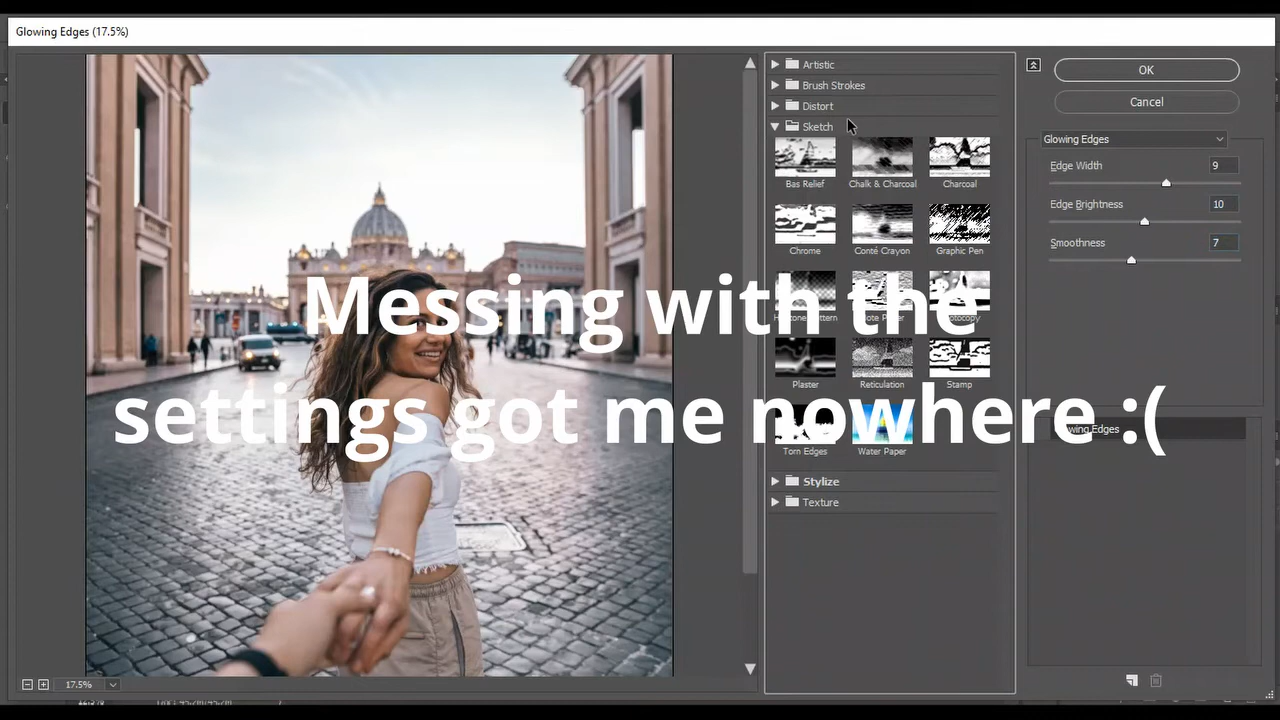 Glowing Edges (17.5%)
Artistic
Brush Strokes
Distort
Sketch
Bas Relief
Chalk & Charcoal
Charcoal
Chrome
Conté Crayon
Graphic Pen
Messing with the
settings got me nowhere :(
Plaster
Reticulation
Stamp
Torn Edges
Water Paper
Stylize
Texture
OK
Cancel
Glowing Edges
Edge Width
9
Edge Brightness
10
Smoothness
7
Edges
17.5%